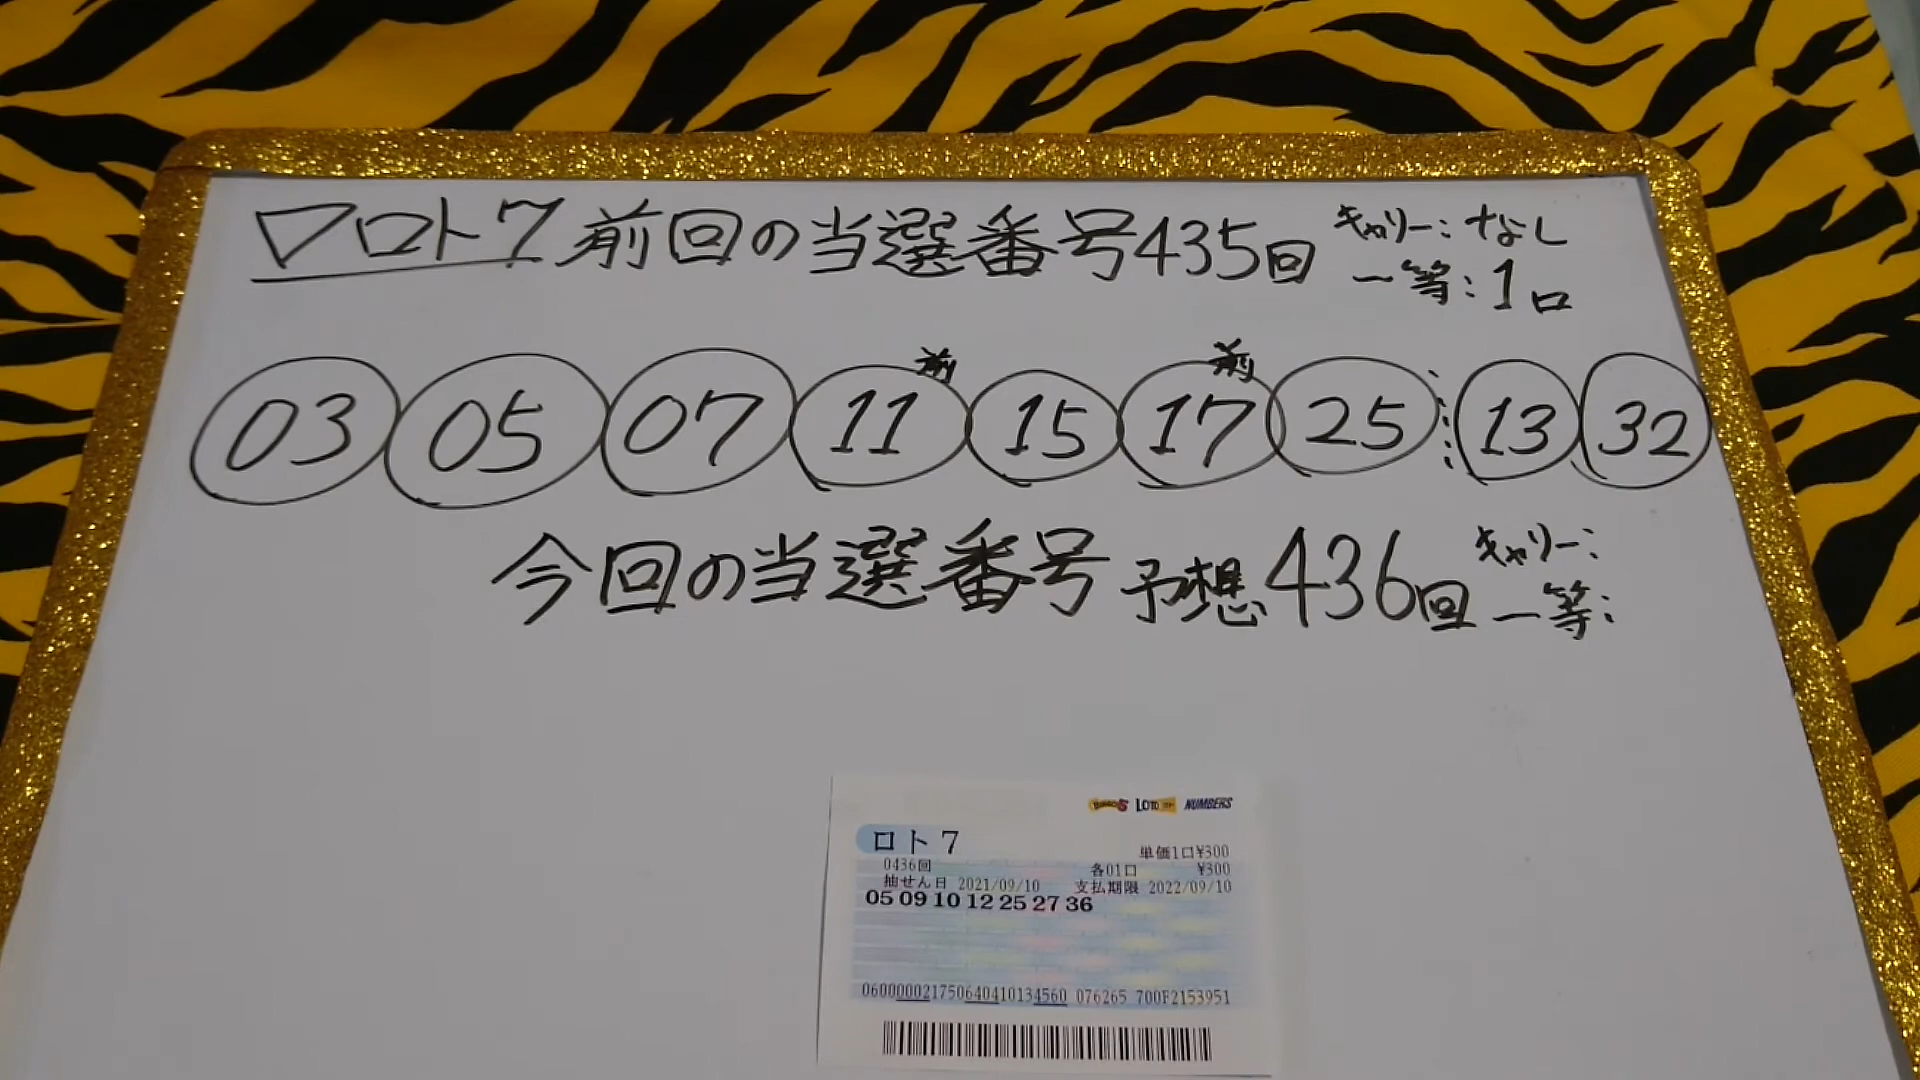 ロト7 前回の当選番号435回 キャリー:なし
一等:1口
前 前
03 05 07 11 15 17 25 13 32
今回の当選番号予想436回 キャリー:
一等:
BINGO5 LOTO NUMBERS
ロト7
単価1口¥300
0436回 各01口 ¥300
抽せん日 2021/09/10 支払期限 2022/09/10
05 09 10 12 25 27 36
060000021750640410134560 076265 700F2153951